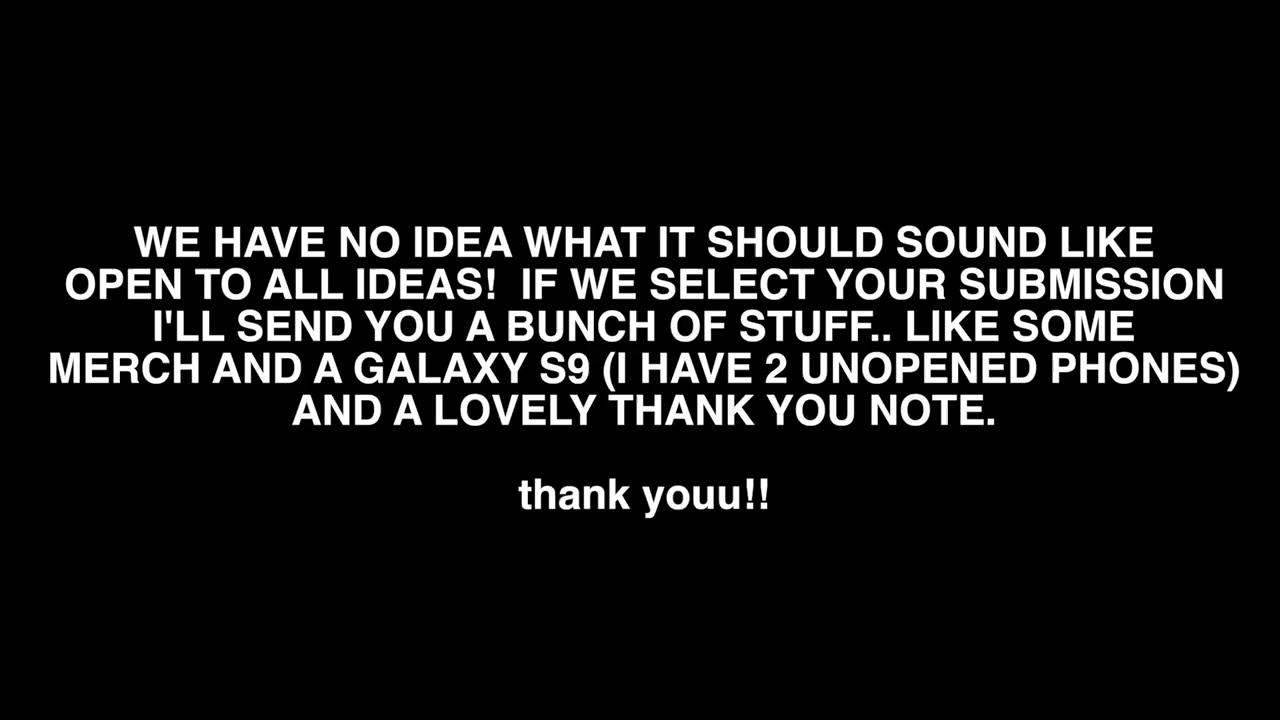 WE HAVE NO IDEA WHAT IT SHOULD SOUND LIKE
OPEN TO ALL IDEAS!  IF WE SELECT YOUR SUBMISSION
I'LL SEND YOU A BUNCH OF STUFF.. LIKE SOME
MERCH AND A GALAXY S9 (I HAVE 2 UNOPENED PHONES)
AND A LOVELY THANK YOU NOTE.
thank youu!!